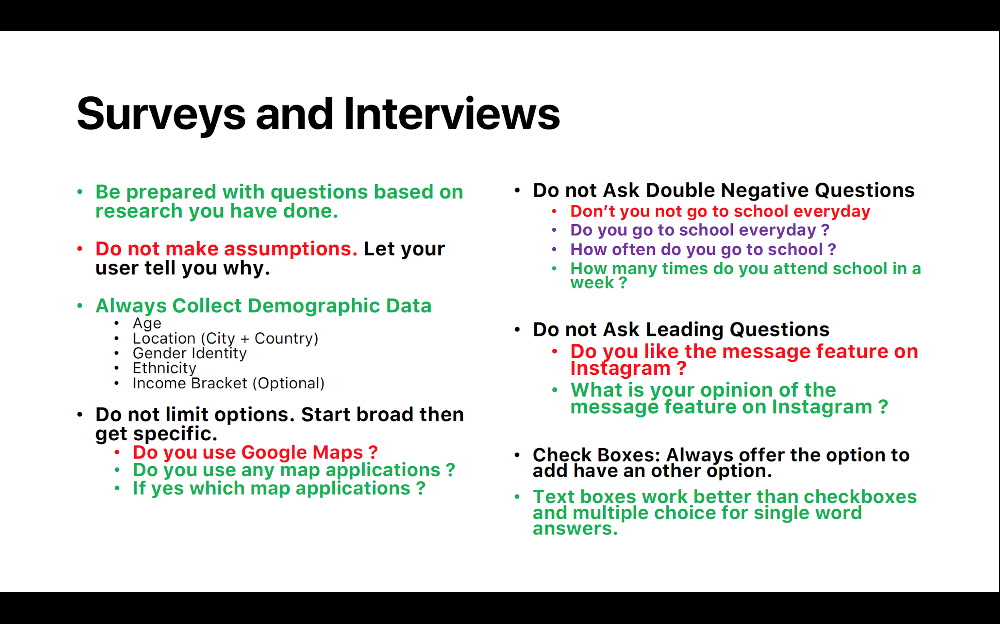 Surveys and Interviews
• Be prepared with questions based on
research you have done.
• Do not make assumptions. Let your
user tell you why.
• Always Collect Demographic Data
• Age
• Location (City + Country)
• Gender Identity
• Ethnicity
• Income Bracket (Optional)
• Do not limit options. Start broad then
get specific.
• Do you use Google Maps ?
• Do you use any map applications ?
• If yes which map applications ?
• Do not Ask Double Negative Questions
• Don’t you not go to school everyday
• Do you go to school everyday ?
• How often do you go to school ?
• How many times do you attend school in a
week ?
• Do not Ask Leading Questions
• Do you like the message feature on
Instagram ?
• What is your opinion of the
message feature on Instagram ?
• Check Boxes: Always offer the option to
add have an other option.
• Text boxes work better than checkboxes
and multiple choice for single word
answers.